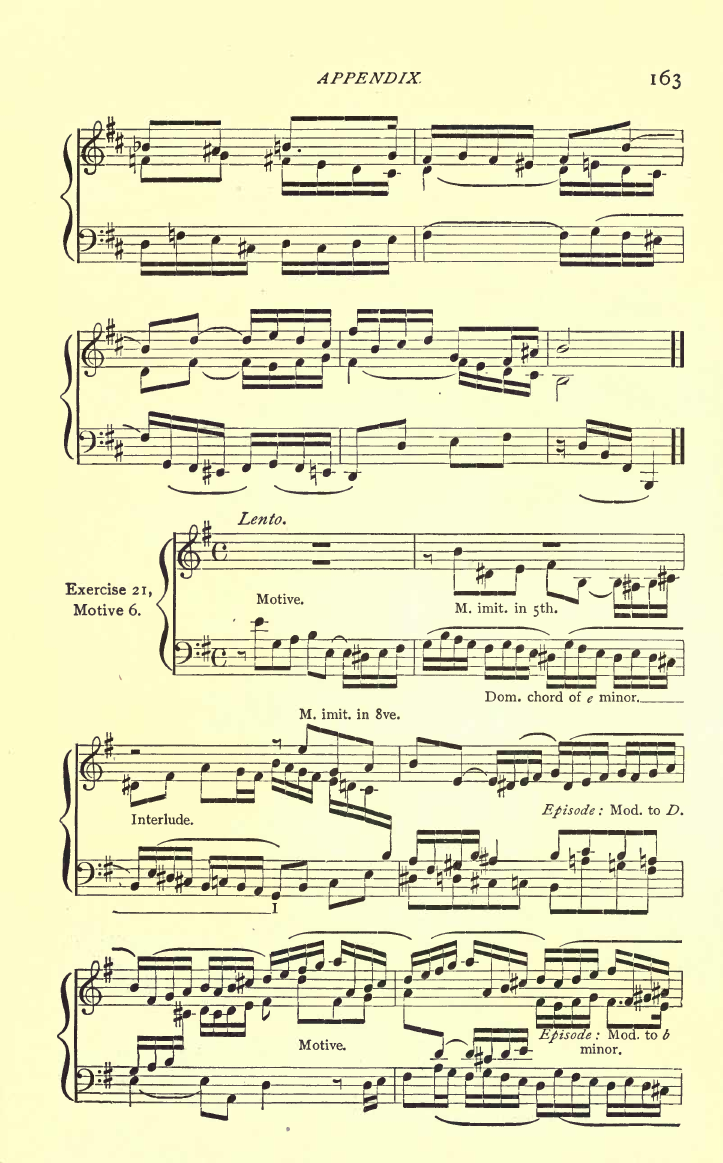 APPENDIX.
163
Lento.
Exercise 21,
Motive 6.
Motive.
M. imit. in 5th.
Dom. chord of e minor.
M. imit. in 8ve.
Interlude.
Episode: Mod. to D.
I
Motive.
Episode: Mod. to b
minor.